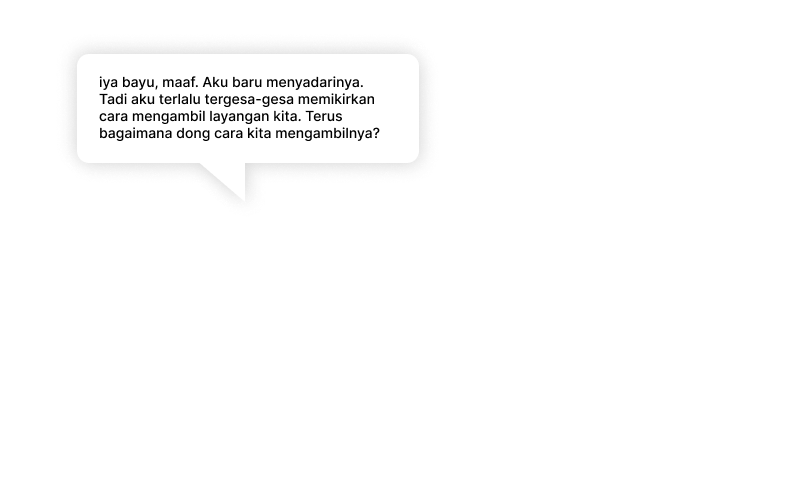 iya bayu, maaf. Aku baru menyadarinya.
Tadi aku terlalu tergesa-gesa memikirkan
cara mengambil layangan kita. Terus
bagaimana dong cara kita mengambilnya?